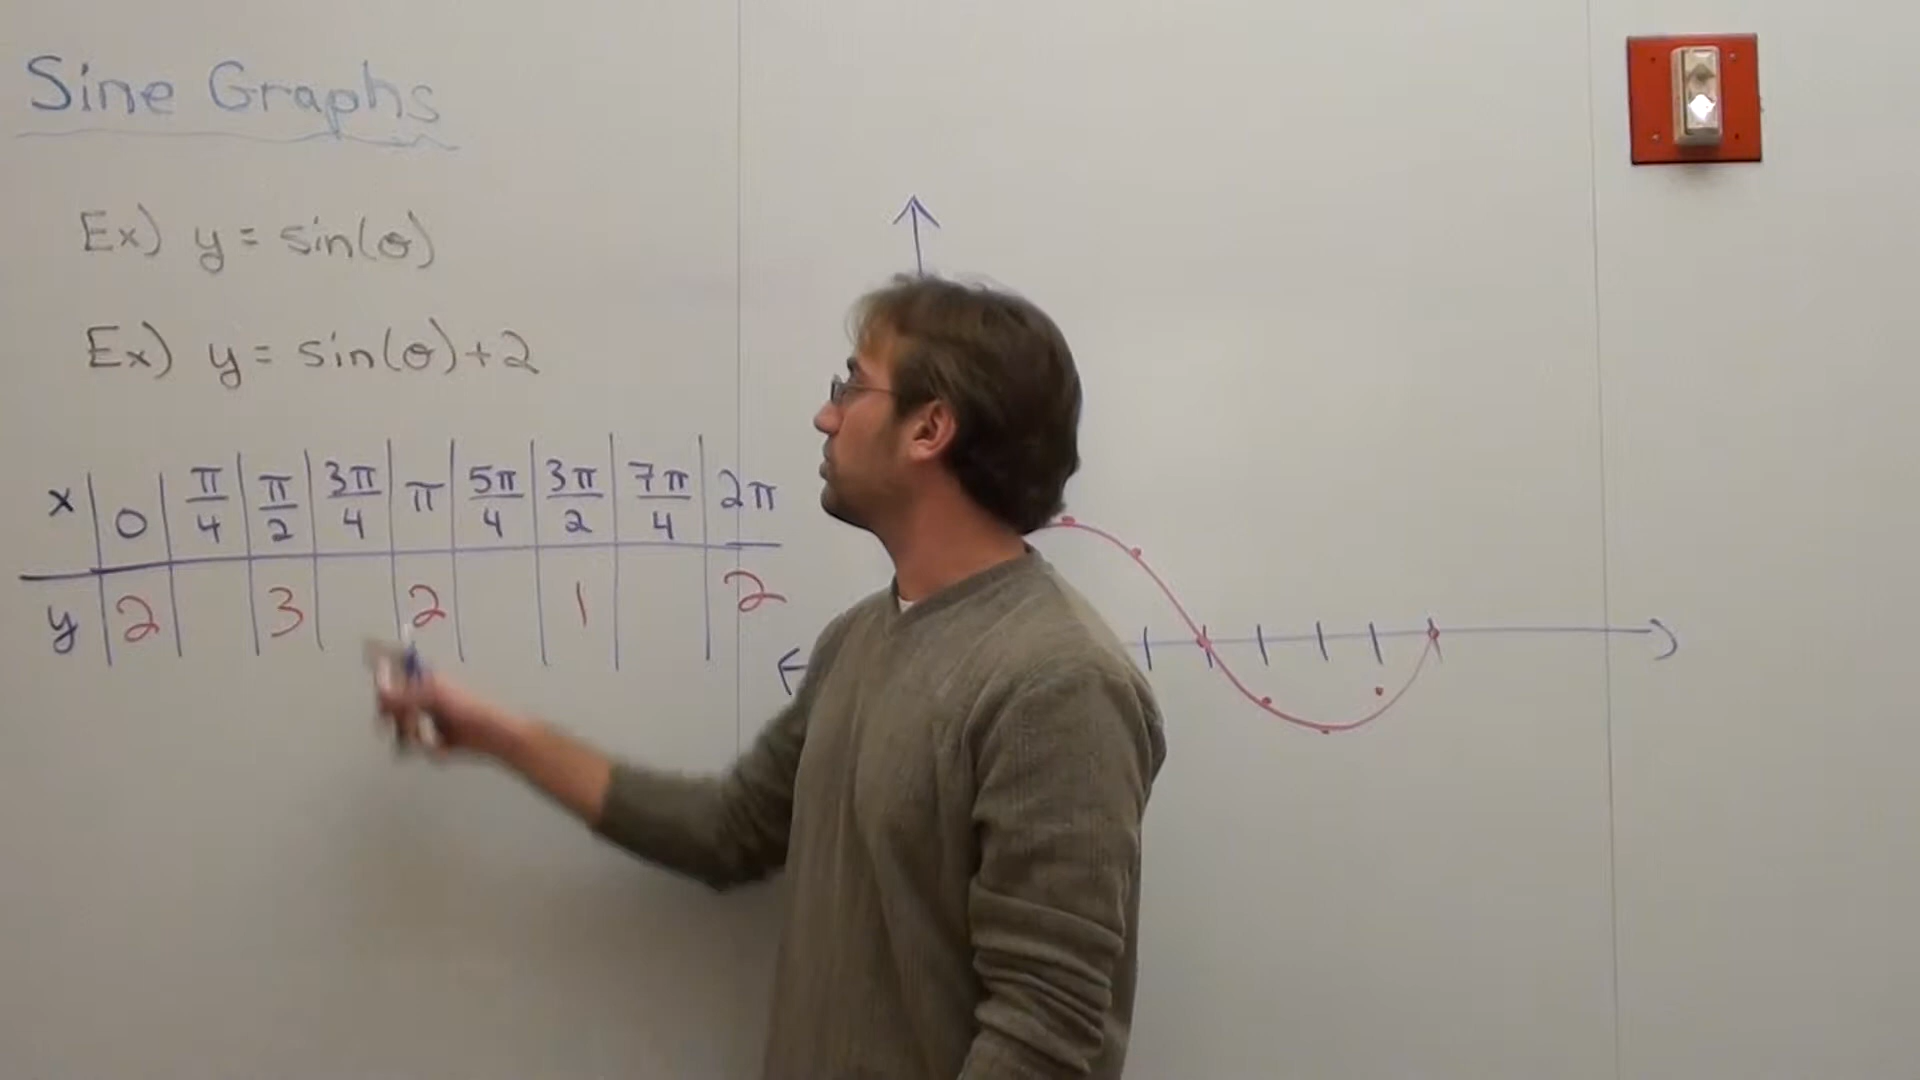 Sine Graphs
Ex) y = sin(θ)
Ex) y = sin(θ)+2
x 0 π/4 π/2 3π/4 π 5π/4 3π/2 7π/4 2π
y 2 3 2 1 2